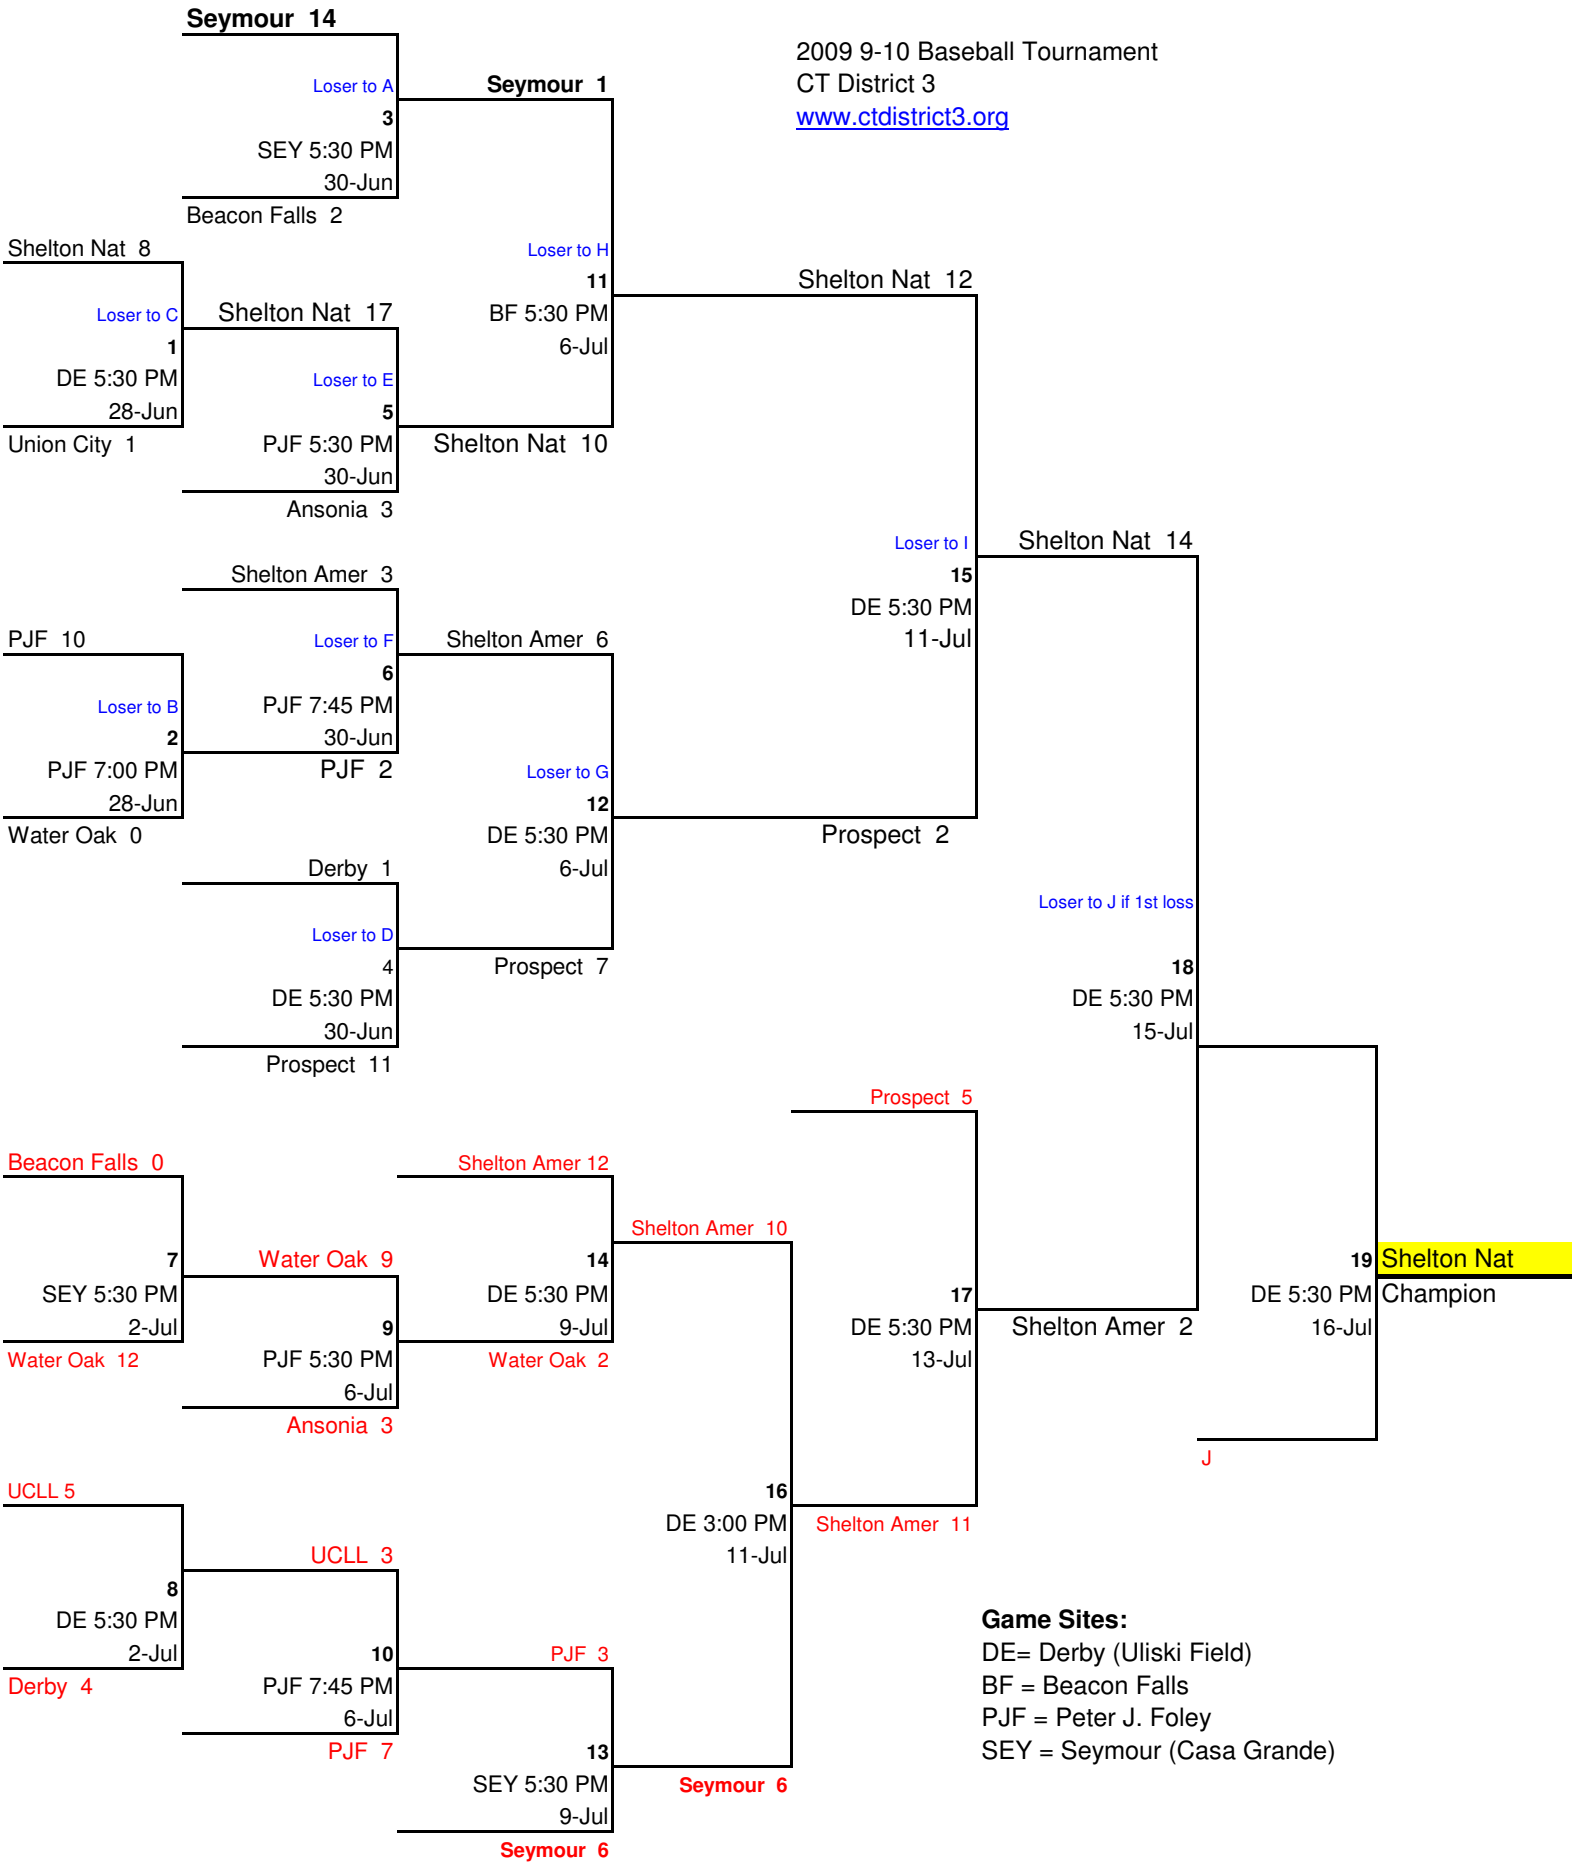 Seymour 14
2009 9-10 Baseball Tournament
CT District 3
www.ctdistrict3.org
Loser to A
3
SEY 5:30 PM
30-Jun
Beacon Falls 2
Seymour 1
Shelton Nat 8
Loser to C
1
DE 5:30 PM
28-Jun
Union City 1
Shelton Nat 17
Loser to E
5
PJF 5:30 PM
30-Jun
Ansonia 3
Loser to H
11
BF 5:30 PM
6-Jul
Shelton Nat 10
Shelton Nat 12
Shelton Amer 3
PJF 10
Loser to B
2
PJF 7:00 PM
28-Jun
Water Oak 0
Loser to F
6
PJF 7:45 PM
30-Jun
PJF 2
Shelton Amer 6
Loser to G
12
DE 5:30 PM
6-Jul
Derby 1
Loser to D
4
DE 5:30 PM
30-Jun
Prospect 11
Prospect 7
Loser to I
15
DE 5:30 PM
11-Jul
Prospect 2
Shelton Nat 14
Loser to J if 1st loss
18
DE 5:30 PM
15-Jul
Prospect 5
Beacon Falls 0
7
SEY 5:30 PM
2-Jul
Water Oak 12
Water Oak 9
9
PJF 5:30 PM
6-Jul
Ansonia 3
Shelton Amer 12
14
DE 5:30 PM
9-Jul
Water Oak 2
Shelton Amer 10
17
DE 5:30 PM
13-Jul
Shelton Amer 2
19
DE 5:30 PM
16-Jul
Shelton Nat
Champion
J
UCLL 5
8
DE 5:30 PM
2-Jul
Derby 4
UCLL 3
10
PJF 7:45 PM
6-Jul
PJF 7
PJF 3
13
SEY 5:30 PM
9-Jul
Seymour 6
16
DE 3:00 PM
11-Jul
Seymour 6
Shelton Amer 11
Game Sites:
DE= Derby (Uliski Field)
BF = Beacon Falls
PJF = Peter J. Foley
SEY = Seymour (Casa Grande)